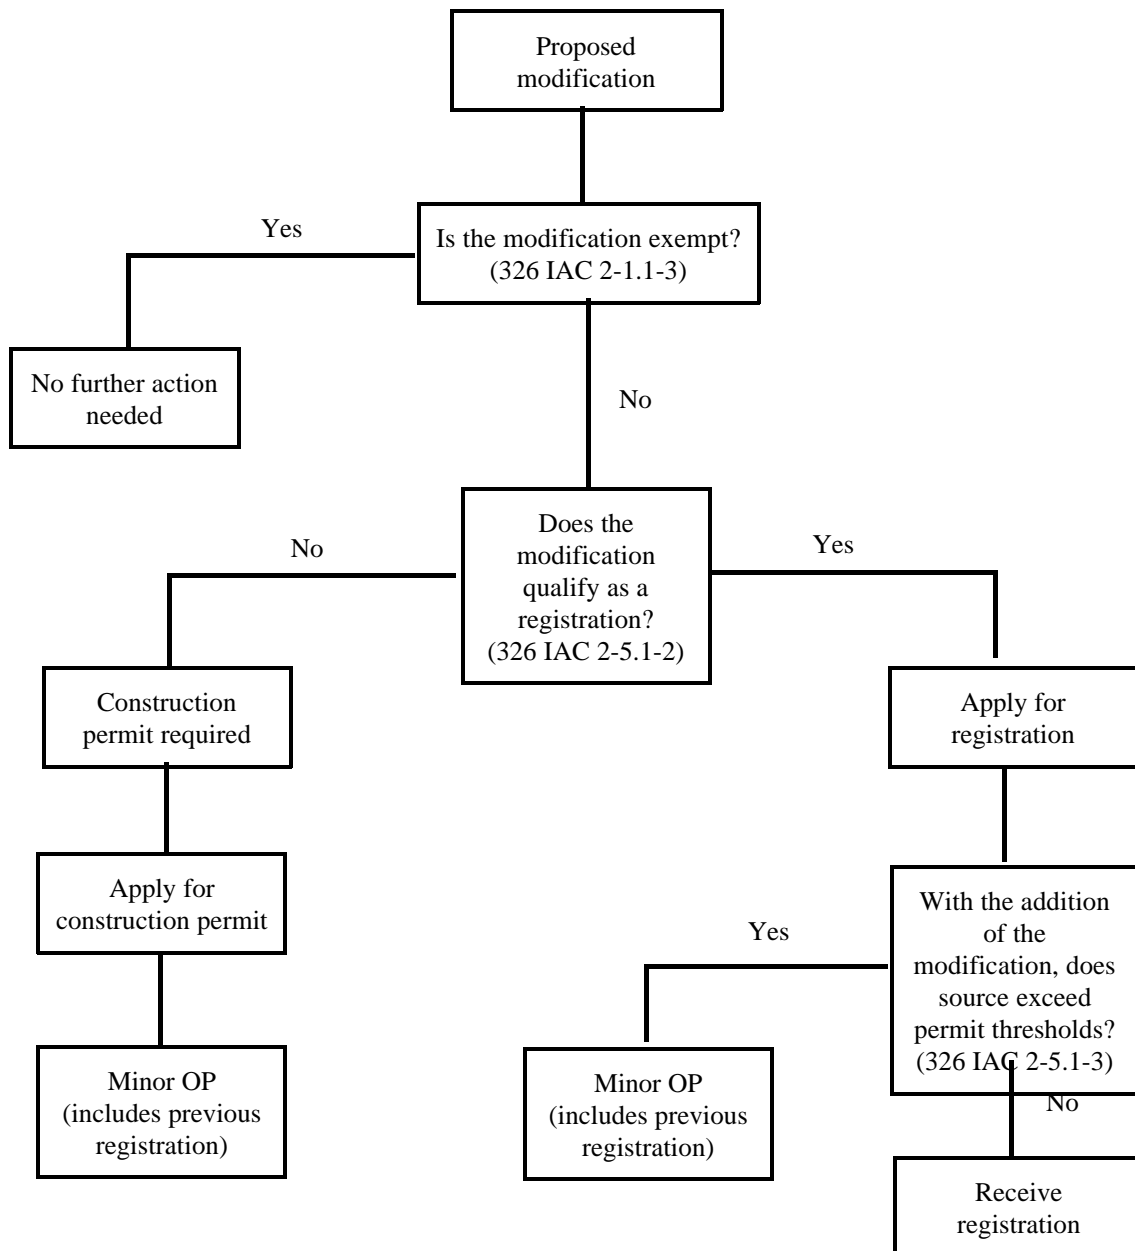 Proposed
modification
Yes
Is the modification exempt?
(326 IAC 2-1.1-3)
No further action
needed
No
Does the
modification
qualify as a
registration?
(326 IAC 2-5.1-2)
No
Yes
Construction
permit required
Apply for
registration
Apply for
construction permit
With the addition
of the
modification, does
source exceed
permit thresholds?
(326 IAC 2-5.1-3)
Yes
Minor OP
(includes previous
registration)
Minor OP
(includes previous
registration)
No
Receive
registration